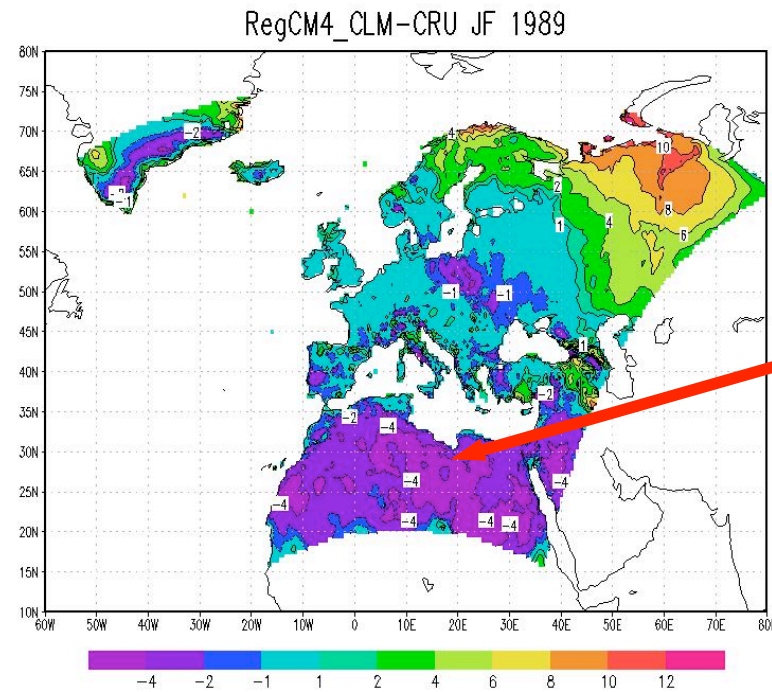 RegCM4_CLM-CRU JF 1989
80N
75N
70N
65N
60N
55N
50N
45N
40N
35N
30N
25N
20N
15N
10N
-2
-1
4
2
1
4
10
8
6
-1
-1
1
-2
-2
-4
-4
-4
-4
-4
-4
-4
60W 50W 40W 30W 20W 10W 0 10E 20E 30E 40E 50E 60E 70E 80E
-4 -2 -1 1 2 4 6 8 10 12